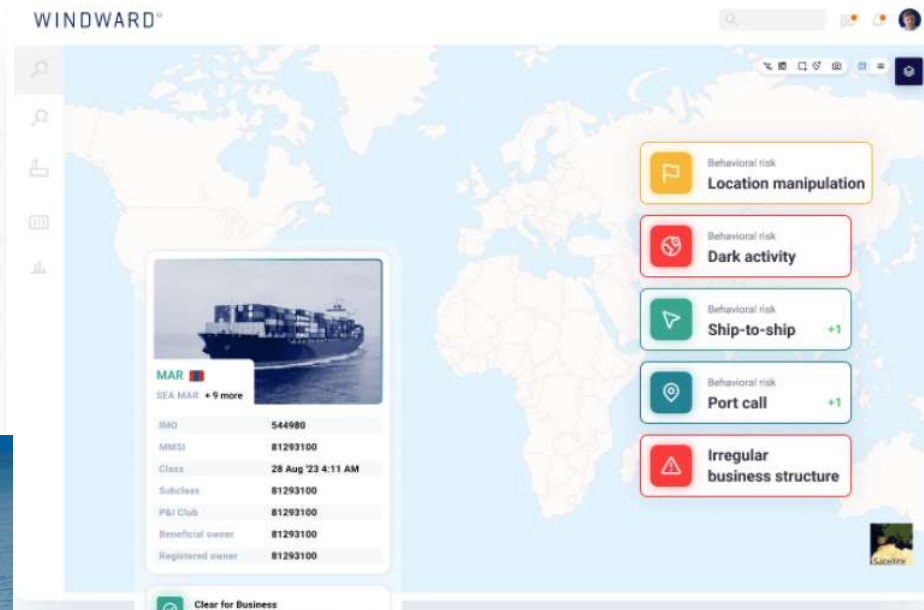 WINDWARD®
Behavioral risk
Location manipulation
Behavioral risk
Dark activity
Behavioral risk
Ship-to-ship +1
Behavioral risk
Port call +1
Irregular
business structure
MAR
SEA MAR + 9 more
IMO 544980
MMSI 81293100
Class 28 Aug '23 4:11 AM
Subclass 81293100
P&I Club 81293100
Beneficial owner 81293100
Registered owner 81293100
Clear for Business
Satellite